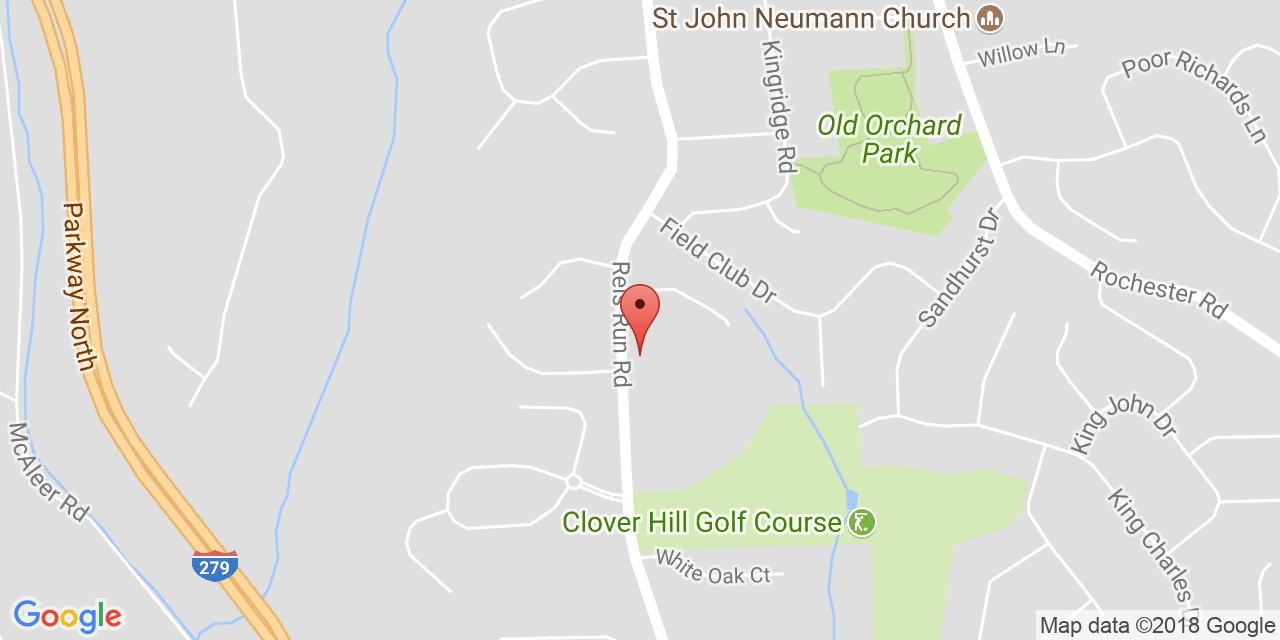 St John Neumann Church
Willow Ln
Poor Richards Ln
Kingridge Rd
Old Orchard
Park
Parkway North
Field Club Dr
Sandhurst Dr
Reis Run Rd
Rochester Rd
McAleer Rd
King John Dr
King Charles D
Clover Hill Golf Course
White Oak Ct
279
Google
Map data ©2018 Google